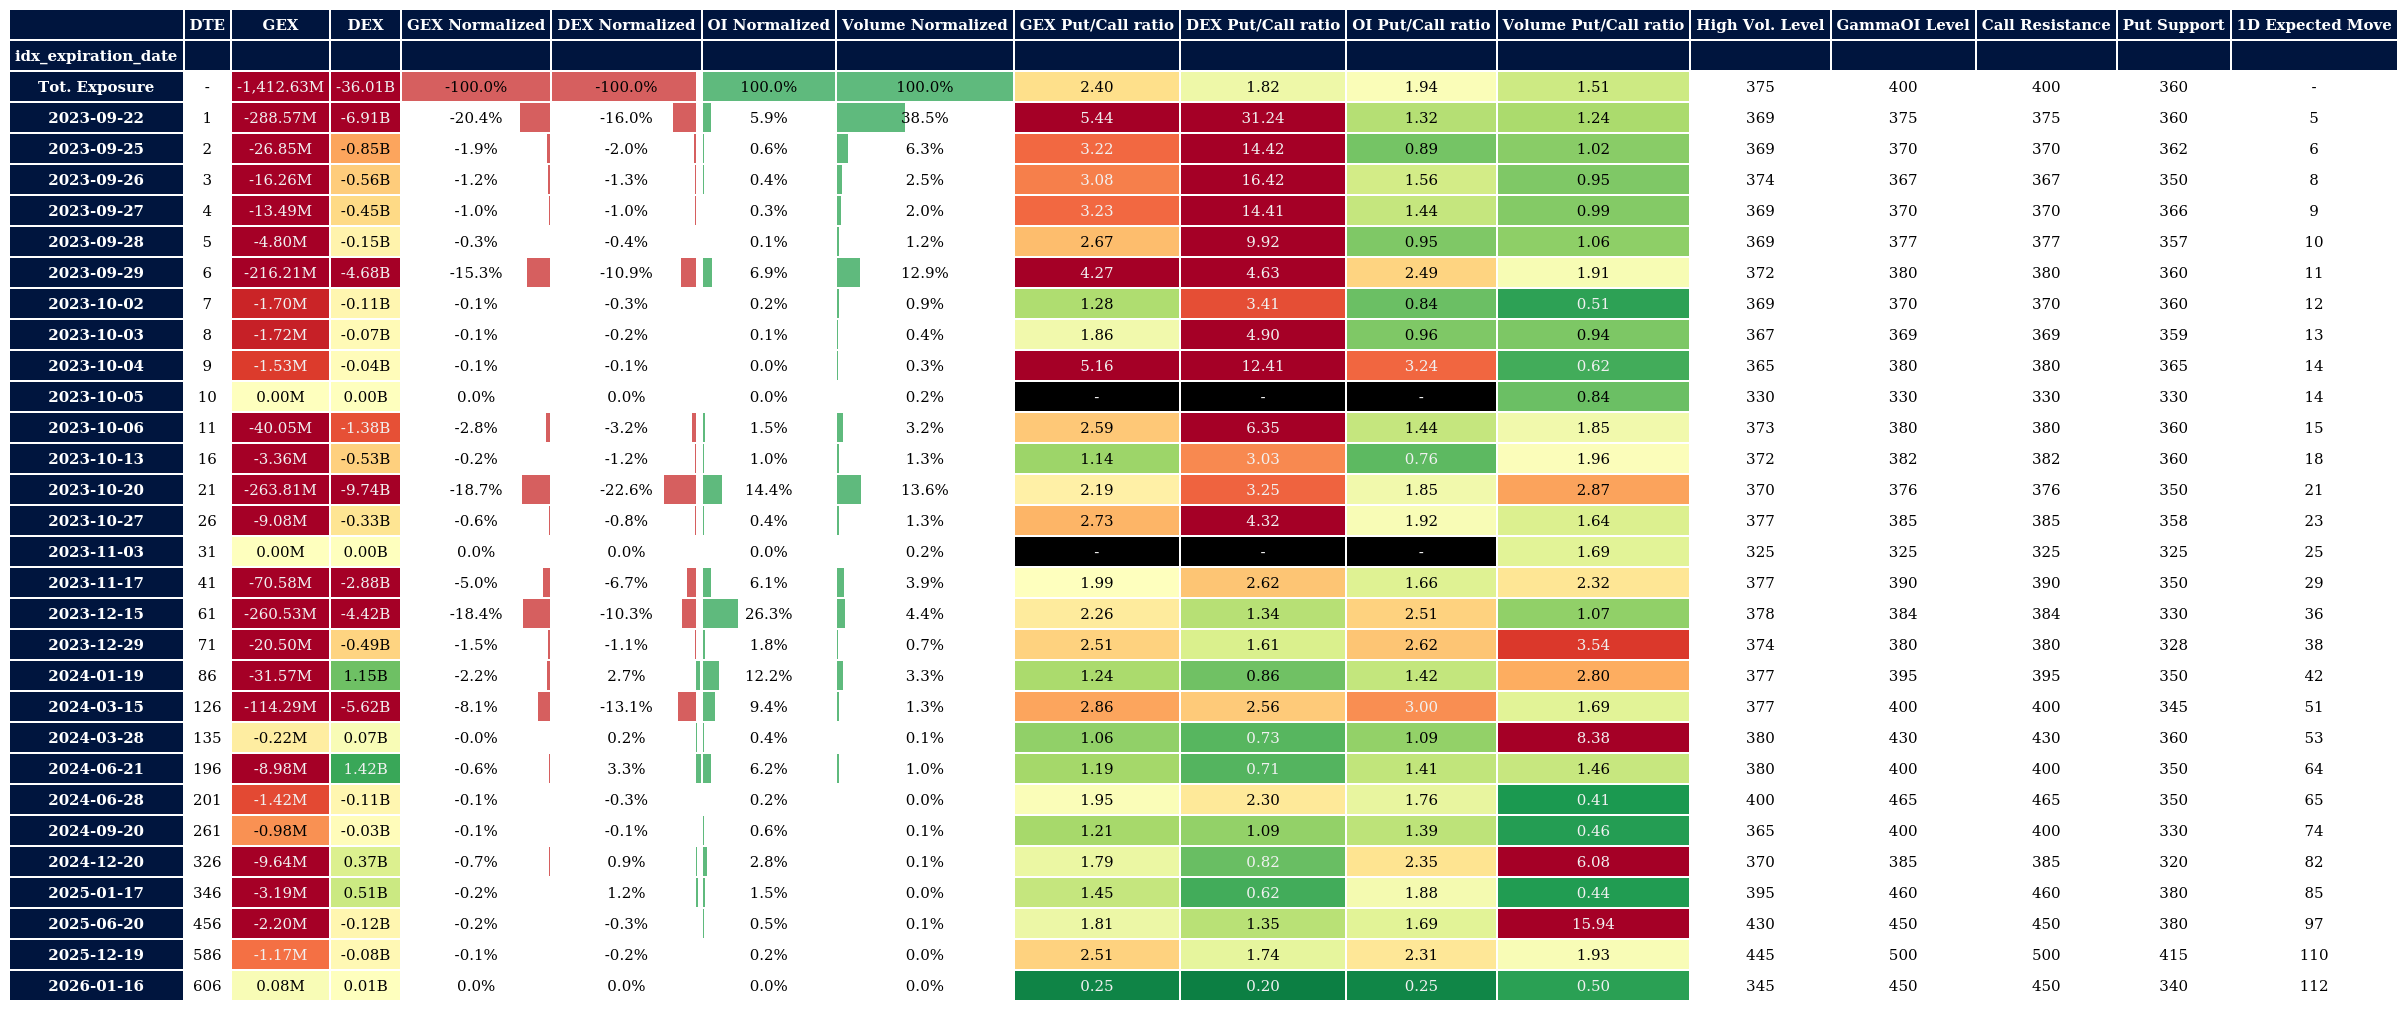 DTE GEX DEX GEX Normalized DEX Normalized OI Normalized Volume Normalized GEX Put/Call ratio DEX Put/Call ratio OI Put/Call ratio Volume Put/Call ratio High Vol. Level GammaOI Level Call Resistance Put Support 1D Expected Move
idx_expiration_date
Tot. Exposure - -1,412.63M -36.01B -100.0% -100.0% 100.0% 100.0% 2.40 1.82 1.94 1.51 375 400 400 360 -
2023-09-22 1 -288.57M -6.91B -20.4% -16.0% 5.9% 38.5% 5.44 31.24 1.32 1.24 369 375 375 360 5
2023-09-25 2 -26.85M -0.85B -1.9% -2.0% 0.6% 6.3% 3.22 14.42 0.89 1.02 369 370 370 362 6
2023-09-26 3 -16.26M -0.56B -1.2% -1.3% 0.4% 2.5% 3.08 16.42 1.56 0.95 374 367 367 350 8
2023-09-27 4 -13.49M -0.45B -1.0% -1.0% 0.3% 2.0% 3.23 14.41 1.44 0.99 369 370 370 366 9
2023-09-28 5 -4.80M -0.15B -0.3% -0.4% 0.1% 1.2% 2.67 9.92 0.95 1.06 369 377 377 357 10
2023-09-29 6 -216.21M -4.68B -15.3% -10.9% 6.9% 12.9% 4.27 4.63 2.49 1.91 372 380 380 360 11
2023-10-02 7 -1.70M -0.11B -0.1% -0.3% 0.2% 0.9% 1.28 3.41 0.84 0.51 369 370 370 360 12
2023-10-03 8 -1.72M -0.07B -0.1% -0.2% 0.1% 0.4% 1.86 4.90 0.96 0.94 367 369 369 359 13
2023-10-04 9 -1.53M -0.04B -0.1% -0.1% 0.0% 0.3% 5.16 12.41 3.24 0.62 365 380 380 365 14
2023-10-05 10 0.00M 0.00B 0.0% 0.0% 0.0% 0.2% - - - 0.84 330 330 330 330 14
2023-10-06 11 -40.05M -1.38B -2.8% -3.2% 1.5% 3.2% 2.59 6.35 1.44 1.85 373 380 380 360 15
2023-10-13 16 -3.36M -0.53B -0.2% -1.2% 1.0% 1.3% 1.14 3.03 0.76 1.96 372 382 382 360 18
2023-10-20 21 -263.81M -9.74B -18.7% -22.6% 14.4% 13.6% 2.19 3.25 1.85 2.87 370 376 376 350 21
2023-10-27 26 -9.08M -0.33B -0.6% -0.8% 0.4% 1.3% 2.73 4.32 1.92 1.64 377 385 385 358 23
2023-11-03 31 0.00M 0.00B 0.0% 0.0% 0.0% 0.2% - - - 1.69 325 325 325 325 25
2023-11-17 41 -70.58M -2.88B -5.0% -6.7% 6.1% 3.9% 1.99 2.62 1.66 2.32 377 390 390 350 29
2023-12-15 61 -260.53M -4.42B -18.4% -10.3% 26.3% 4.4% 2.26 1.34 2.51 1.07 378 384 384 330 36
2023-12-29 71 -20.50M -0.49B -1.5% -1.1% 1.8% 0.7% 2.51 1.61 2.62 3.54 374 380 380 328 38
2024-01-19 86 -31.57M 1.15B -2.2% 2.7% 12.2% 3.3% 1.24 0.86 1.42 2.80 377 395 395 350 42
2024-03-15 126 -114.29M -5.62B -8.1% -13.1% 9.4% 1.3% 2.86 2.56 3.00 1.69 377 400 400 345 51
2024-03-28 135 -0.22M 0.07B -0.0% 0.2% 0.4% 0.1% 1.06 0.73 1.09 8.38 380 430 430 360 53
2024-06-21 196 -8.98M 1.42B -0.6% 3.3% 6.2% 1.0% 1.19 0.71 1.41 1.46 380 400 400 350 64
2024-06-28 201 -1.42M -0.11B -0.1% -0.3% 0.2% 0.0% 1.95 2.30 1.76 0.41 400 465 465 350 65
2024-09-20 261 -0.98M -0.03B -0.1% -0.1% 0.6% 0.1% 1.21 1.09 1.39 0.46 365 400 400 330 74
2024-12-20 326 -9.64M 0.37B -0.7% 0.9% 2.8% 0.1% 1.79 0.82 2.35 6.08 370 385 385 320 82
2025-01-17 346 -3.19M 0.51B -0.2% 1.2% 1.5% 0.0% 1.45 0.62 1.88 0.44 395 460 460 380 85
2025-06-20 456 -2.20M -0.12B -0.2% -0.3% 0.5% 0.1% 1.81 1.35 1.69 15.94 430 450 450 380 97
2025-12-19 586 -1.17M -0.08B -0.1% -0.2% 0.2% 0.0% 2.51 1.74 2.31 1.93 445 500 500 415 110
2026-01-16 606 0.08M 0.01B 0.0% 0.0% 0.0% 0.0% 0.25 0.20 0.25 0.50 345 450 450 340 112